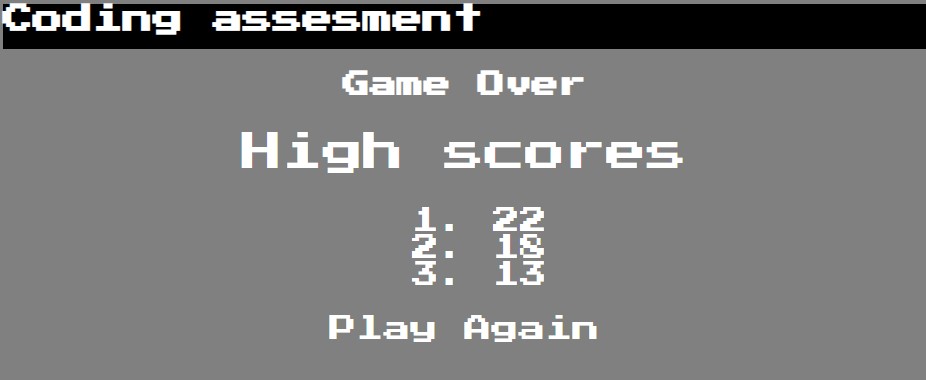 Coding assesment
Game Over
High scores
1. 22
2. 18
3. 13
Play Again